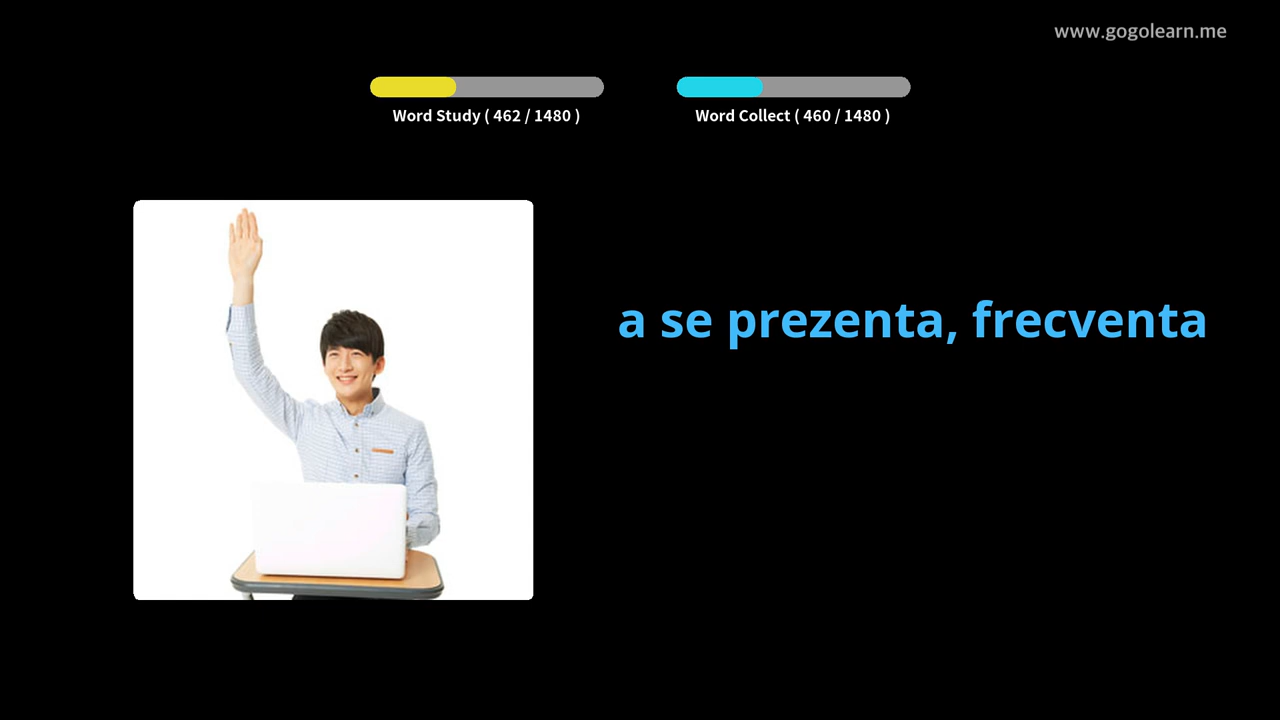 www.gogolearn.me
Word Study ( 462 / 1480 )
Word Collect ( 460 / 1480 )
a se prezenta, frecventa